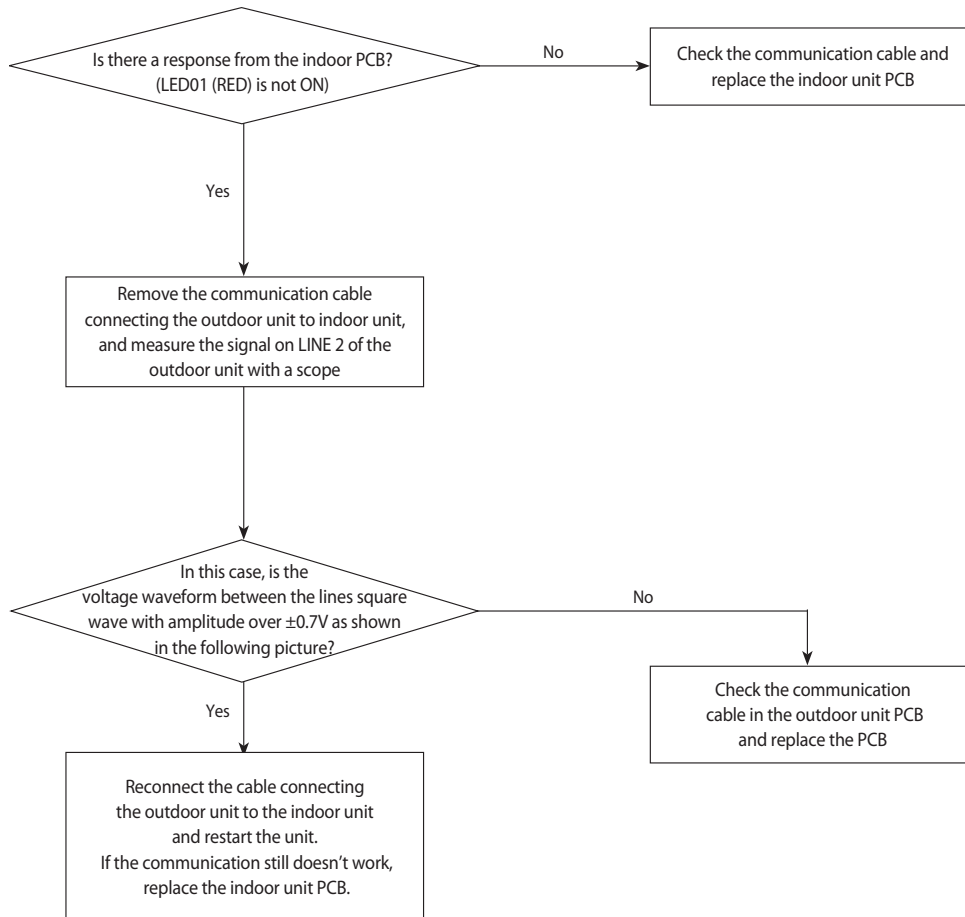 Is there a response from the indoor PCB?
(LED01 (RED) is not ON)
No
Check the communication cable and
replace the indoor unit PCB
Yes
Remove the communication cable
connecting the outdoor unit to indoor unit,
and measure the signal on LINE 2 of the
outdoor unit with a scope
In this case, is the
voltage waveform between the lines square
wave with amplitude over ±0.7V as shown
in the following picture?
No
Check the communication
cable in the outdoor unit PCB
and replace the PCB
Yes
Reconnect the cable connecting
the outdoor unit to the indoor unit
and restart the unit.
If the communication still doesn't work,
replace the indoor unit PCB.